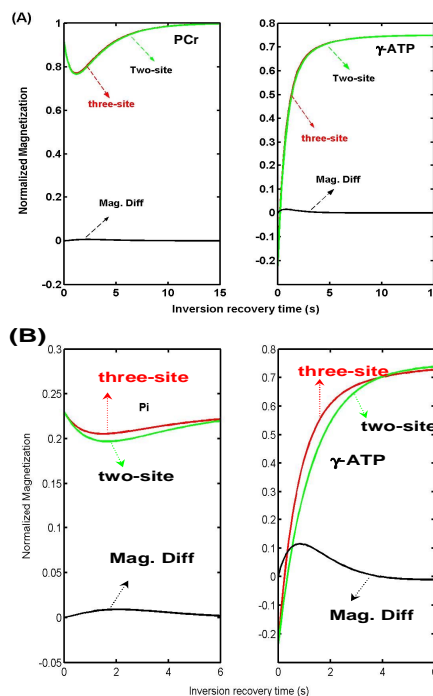 (A)
Normalized Magnetization
1
0.8
0.6
0.4
0.2
0
-0.2
PCr
Two-site
three-site
Mag. Diff
0 5 10 15
0.8
0.7
0.6
0.5
0.4
0.3
0.2
0.1
0
-0.1
-0.2
γ-ATP
Two-site
three-site
Mag. Diff
0 5 10 15
Inversion recovery time (s)
(B)
Normalized Magnetization
0.3
0.25
0.2
0.15
0.1
0.05
0
-0.05
three-site
Pi
two-site
Mag. Diff
0 2 4 6
0.8
0.7
0.6
0.5
0.4
0.3
0.2
0.1
0
-0.1
-0.2
three-site
two-site
γ-ATP
Mag. Diff
0 2 4 6
Inversion recovery time (s)